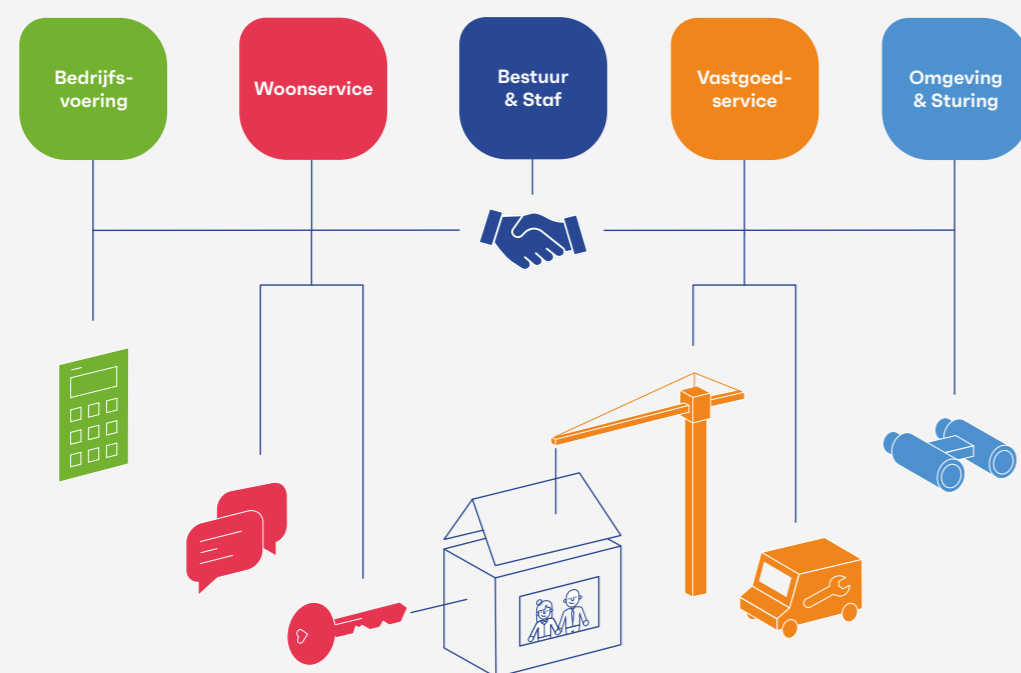 Bedrijfs-
voering
Woonservice
Bestuur
& Staf
Vastgoed-
service
Omgeving
& Sturing